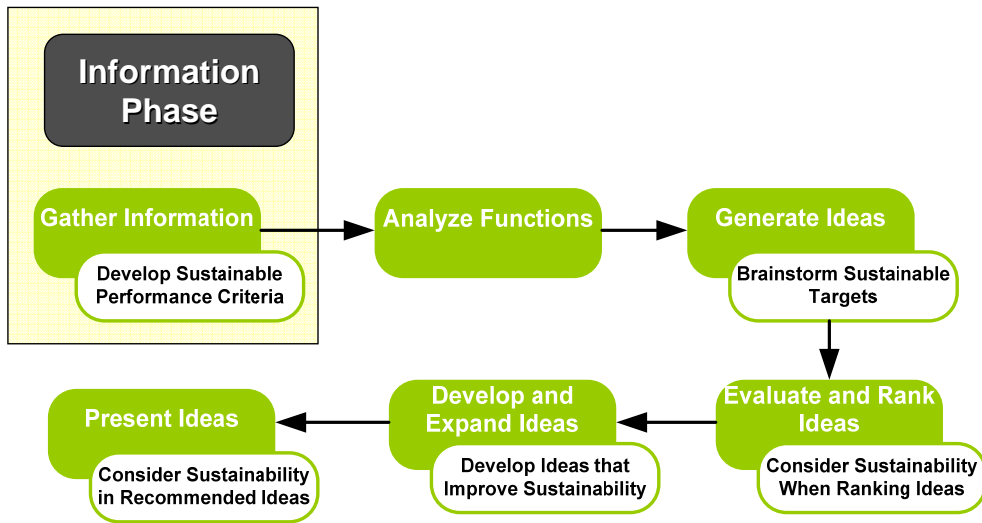 Information
Phase
Gather Information
Develop Sustainable
Performance Criteria
Analyze Functions
Generate Ideas
Brainstorm Sustainable
Targets
Evaluate and Rank
Ideas
Consider Sustainability
When Ranking Ideas
Develop and
Expand Ideas
Develop Ideas that
Improve Sustainability
Present Ideas
Consider Sustainability
in Recommended Ideas